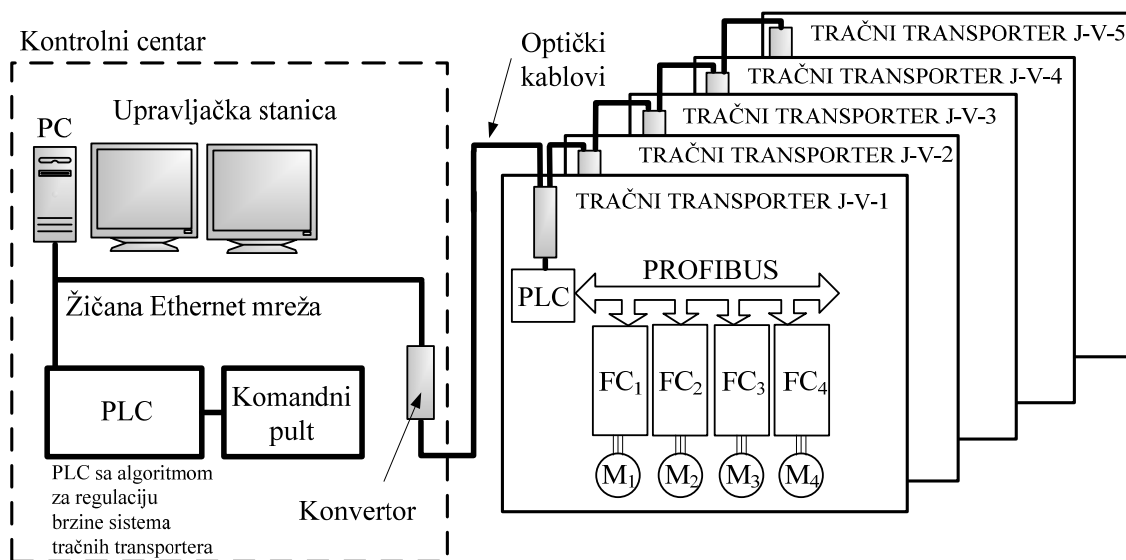 Kontrolni centar
Upravljačka stanica
PC
Žičana Ethernet mreža
PLC
Komandni
pult
PLC sa algoritmom
za regulaciju
brzine sistema
tračnih transportera
Konvertor
Optički
kablovi
TRAČNI TRANSPORTER J-V-5
TRAČNI TRANSPORTER J-V-4
TRAČNI TRANSPORTER J-V-3
TRAČNI TRANSPORTER J-V-2
TRAČNI TRANSPORTER J-V-1
PROFIBUS
PLC
FC₁ FC₂ FC₃ FC₄
M₁ M₂ M₃ M₄